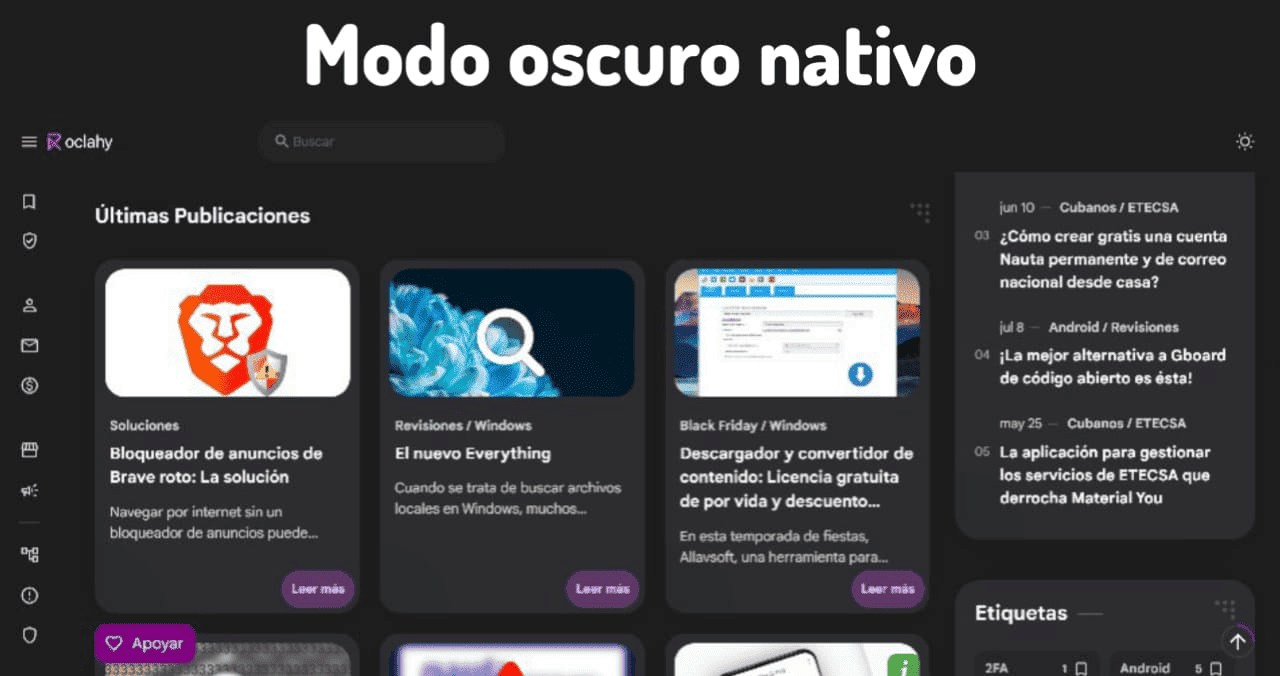 Modo oscuro nativo
oclahy
Buscar
Últimas Publicaciones
Soluciones
Bloqueador de anuncios de
Brave roto: La solución
Navegar por internet sin un
bloqueador de anuncios puede...
Leer más
Revisiones / Windows
El nuevo Everything
Cuando se trata de buscar archivos
locales en Windows, muchos...
Leer más
Black Friday / Windows
Descargador y convertidor de
contenido: Licencia gratuita
de por vida y descuento...
En esta temporada de fiestas,
Allavsoft, una herramienta para...
Leer más
Apoyar
jun 10 — Cubanos / ETECSA
03 ¿Cómo crear gratis una cuenta
Nauta permanente y de correo
nacional desde casa?
jul 8 — Android / Revisiones
04 ¡La mejor alternativa a Gboard
de código abierto es ésta!
may 25 — Cubanos / ETECSA
05 La aplicación para gestionar
los servicios de ETECSA que
derrocha Material You
Etiquetas
2FA 1
Android 5